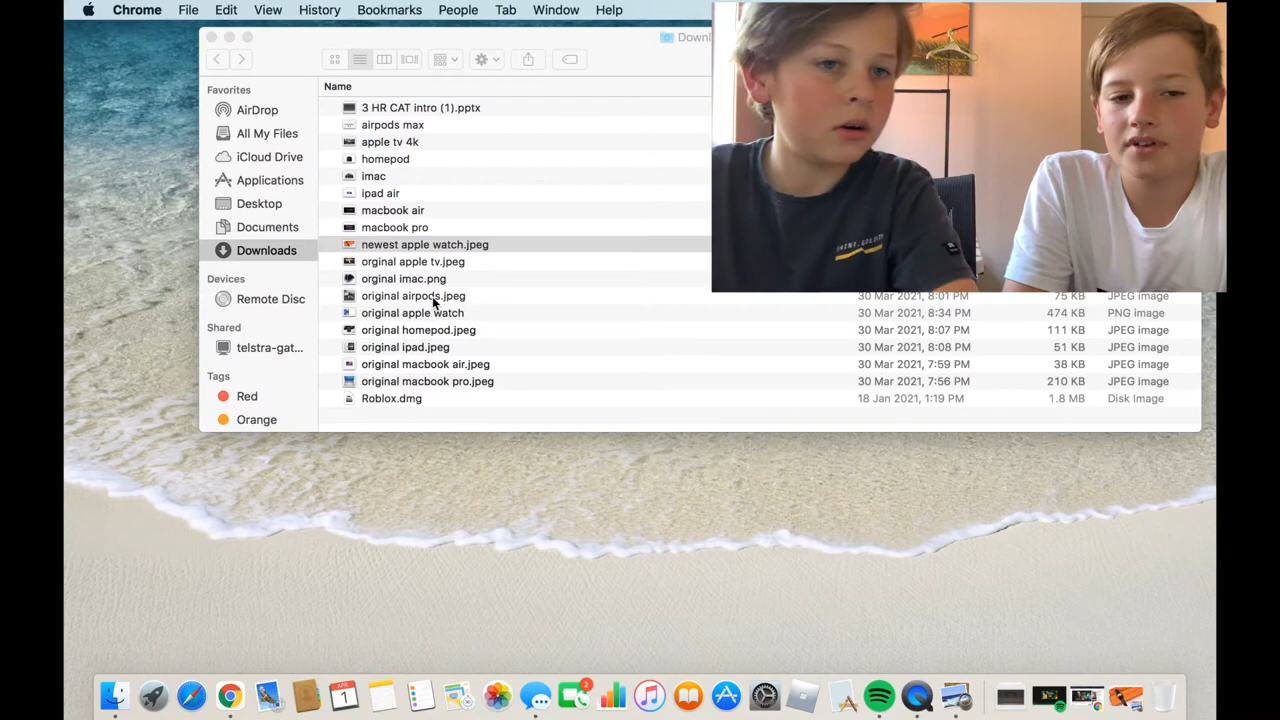 Chrome File Edit View History Bookmarks People Tab Window Help
Downl
Name
Favorites
AirDrop
All My Files
iCloud Drive
Applications
Desktop
Documents
Downloads
Devices
Remote Disc
Shared
telstra-gat...
Tags
Red
Orange
3 HR CAT intro (1).pptx
airpods max
apple tv 4k
homepod
imac
ipad air
macbook air
macbook pro
newest apple watch.jpeg
orginal apple tv.jpeg
orginal imac.png
original airpods.jpeg 30 Mar 2021, 8:01 PM 75 KB JPEG image
original apple watch 30 Mar 2021, 8:34 PM 474 KB PNG image
original homepod.jpeg 30 Mar 2021, 8:07 PM 111 KB JPEG image
original ipad.jpeg 30 Mar 2021, 8:08 PM 51 KB JPEG image
original macbook air.jpeg 30 Mar 2021, 7:59 PM 38 KB JPEG image
original macbook pro.jpeg 30 Mar 2021, 7:56 PM 210 KB JPEG image
Roblox.dmg 18 Jan 2021, 1:19 PM 1.8 MB Disk Image
APR
1
2